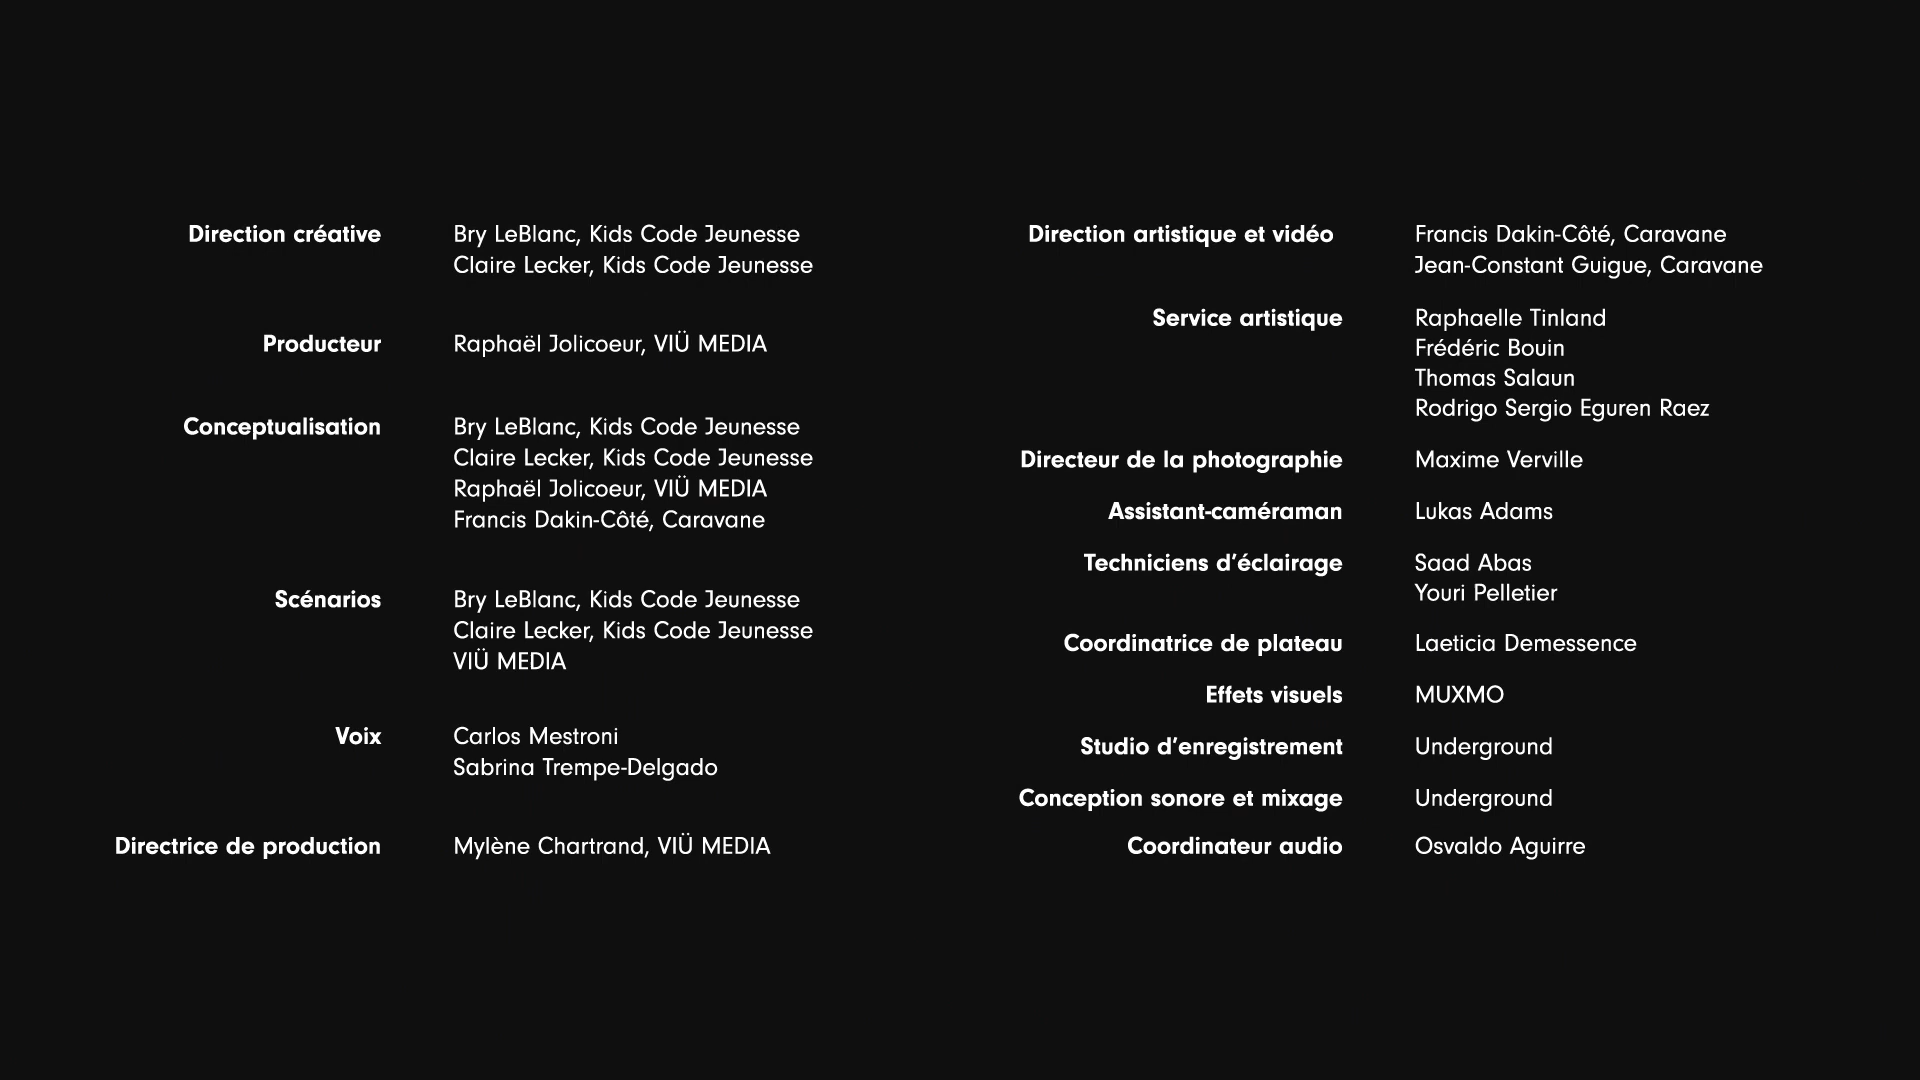 Direction créative Bry LeBlanc, Kids Code Jeunesse
Claire Lecker, Kids Code Jeunesse
Producteur Raphaël Jolicoeur, VIÜ MEDIA
Conceptualisation Bry LeBlanc, Kids Code Jeunesse
Claire Lecker, Kids Code Jeunesse
Raphaël Jolicoeur, VIÜ MEDIA
Francis Dakin-Côté, Caravane
Scénarios Bry LeBlanc, Kids Code Jeunesse
Claire Lecker, Kids Code Jeunesse
VIÜ MEDIA
Voix Carlos Mestroni
Sabrina Trempe-Delgado
Directrice de production Mylène Chartrand, VIÜ MEDIA
Direction artistique et vidéo Francis Dakin-Côté, Caravane
Jean-Constant Guigue, Caravane
Service artistique Raphaelle Tinland
Frédéric Bouin
Thomas Salaun
Rodrigo Sergio Eguren Raez
Directeur de la photographie Maxime Verville
Assistant-caméraman Lukas Adams
Techniciens d’éclairage Saad Abas
Youri Pelletier
Coordinatrice de plateau Laeticia Demessence
Effets visuels MUXMO
Studio d’enregistrement Underground
Conception sonore et mixage Underground
Coordinateur audio Osvaldo Aguirre